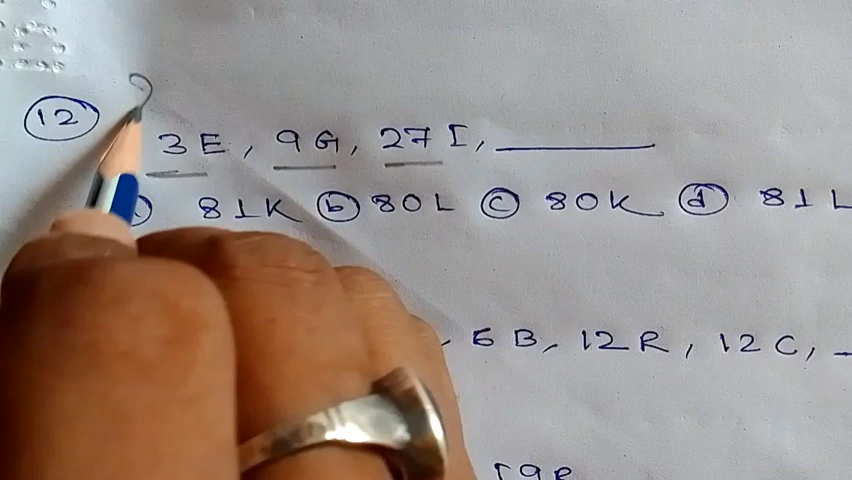 (12) 3E, 9G, 27I, ________
81K (b) 80L (c) 80K (d) 81L
6B, 12R, 12C,